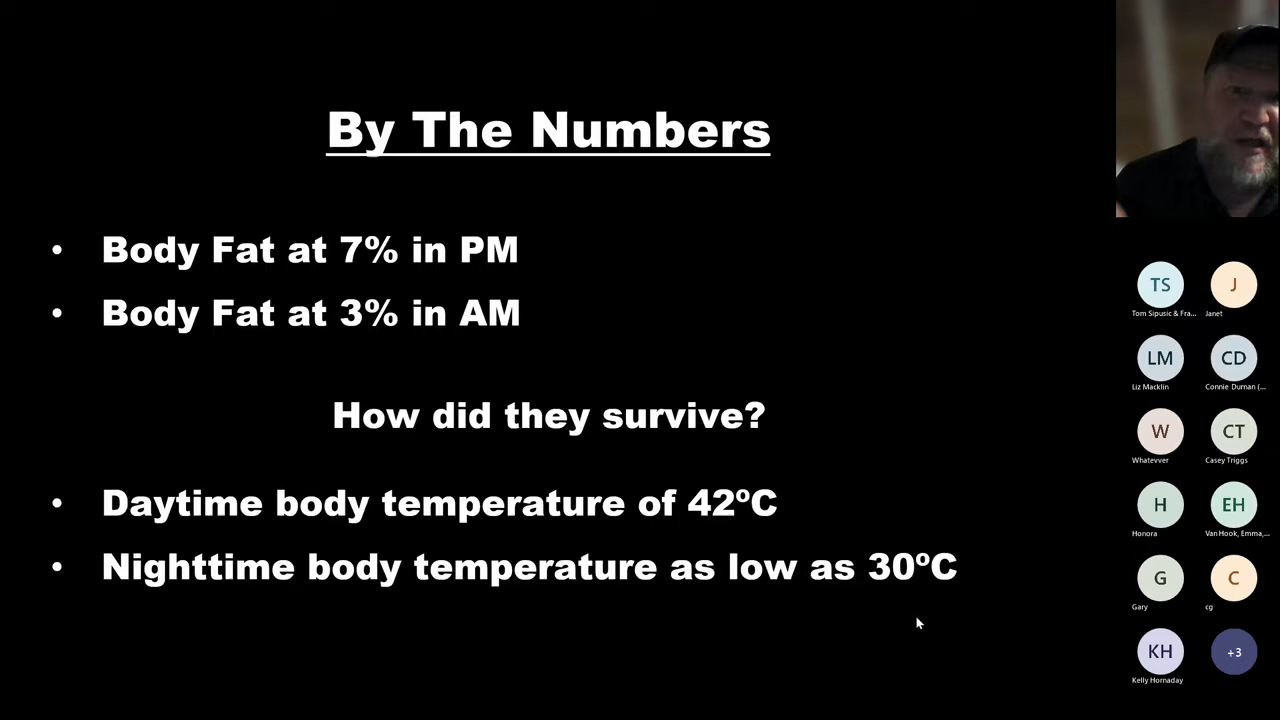 By The Numbers
• Body Fat at 7% in PM
• Body Fat at 3% in AM
How did they survive?
• Daytime body temperature of 42ºC
• Nighttime body temperature as low as 30ºC
TS
J
Tom Sipusic & Fra...
Janet
LM
CD
Liz Macklin
Connie Durnan (...
W
CT
Whatevver
Casey Triggs
H
EH
Honora
Van Hook, Emma,...
G
C
Gary
cg
KH
+3
Kelly Hornaday